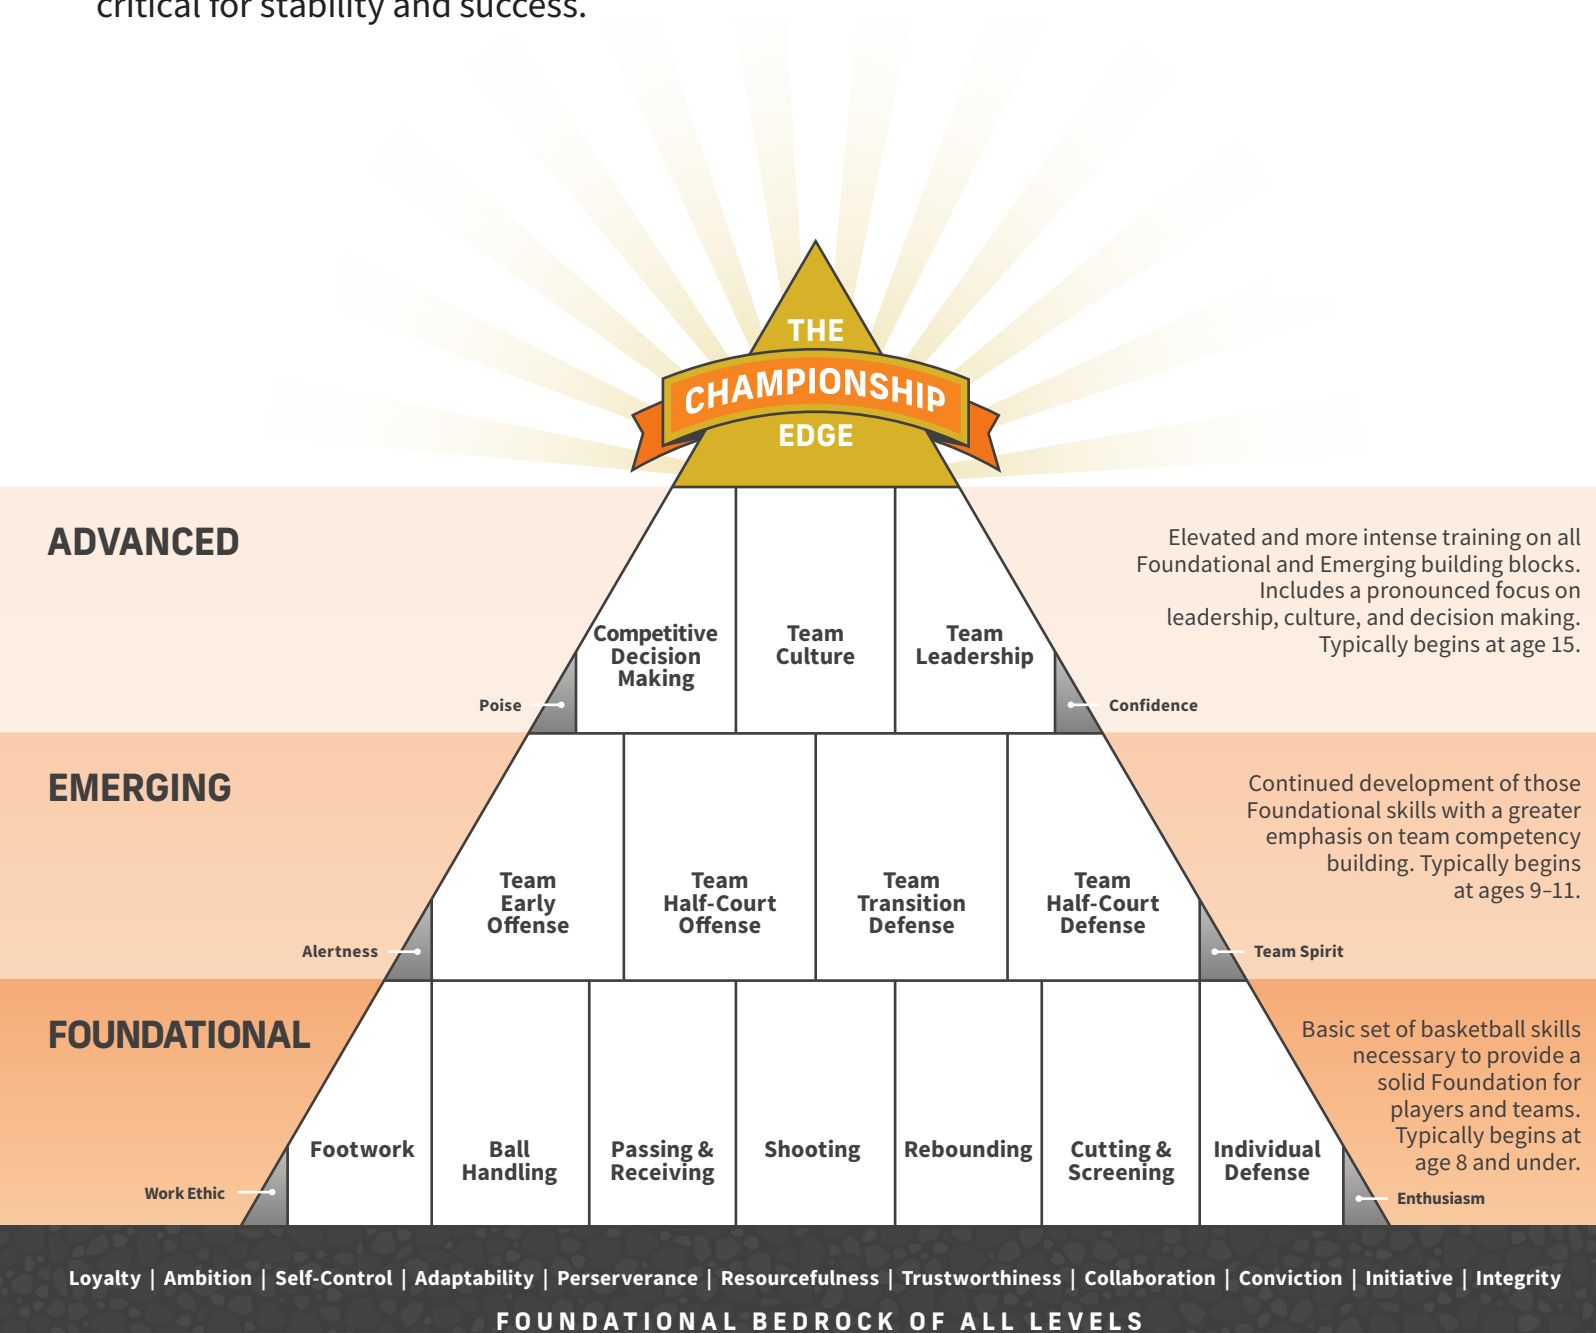 critical for stability and success.
THE
CHAMPIONSHIP
EDGE
ADVANCED
Elevated and more intense training on all
Foundational and Emerging building blocks.
Includes a pronounced focus on
leadership, culture, and decision making.
Typically begins at age 15.
Competitive
Decision
Making
Team
Culture
Team
Leadership
Poise
Confidence
EMERGING
Continued development of those
Foundational skills with a greater
emphasis on team competency
building. Typically begins
at ages 9–11.
Team
Early
Offense
Team
Half-Court
Offense
Team
Transition
Defense
Team
Half-Court
Defense
Alertness
Team Spirit
FOUNDATIONAL
Basic set of basketball skills
necessary to provide a
solid Foundation for
players and teams.
Typically begins at
age 8 and under.
Footwork
Ball
Handling
Passing &
Receiving
Shooting
Rebounding
Cutting &
Screening
Individual
Defense
Work Ethic
Enthusiasm
Loyalty | Ambition | Self-Control | Adaptability | Perserverance | Resourcefulness | Trustworthiness | Collaboration | Conviction | Initiative | Integrity
FOUNDATIONAL BEDROCK OF ALL LEVELS